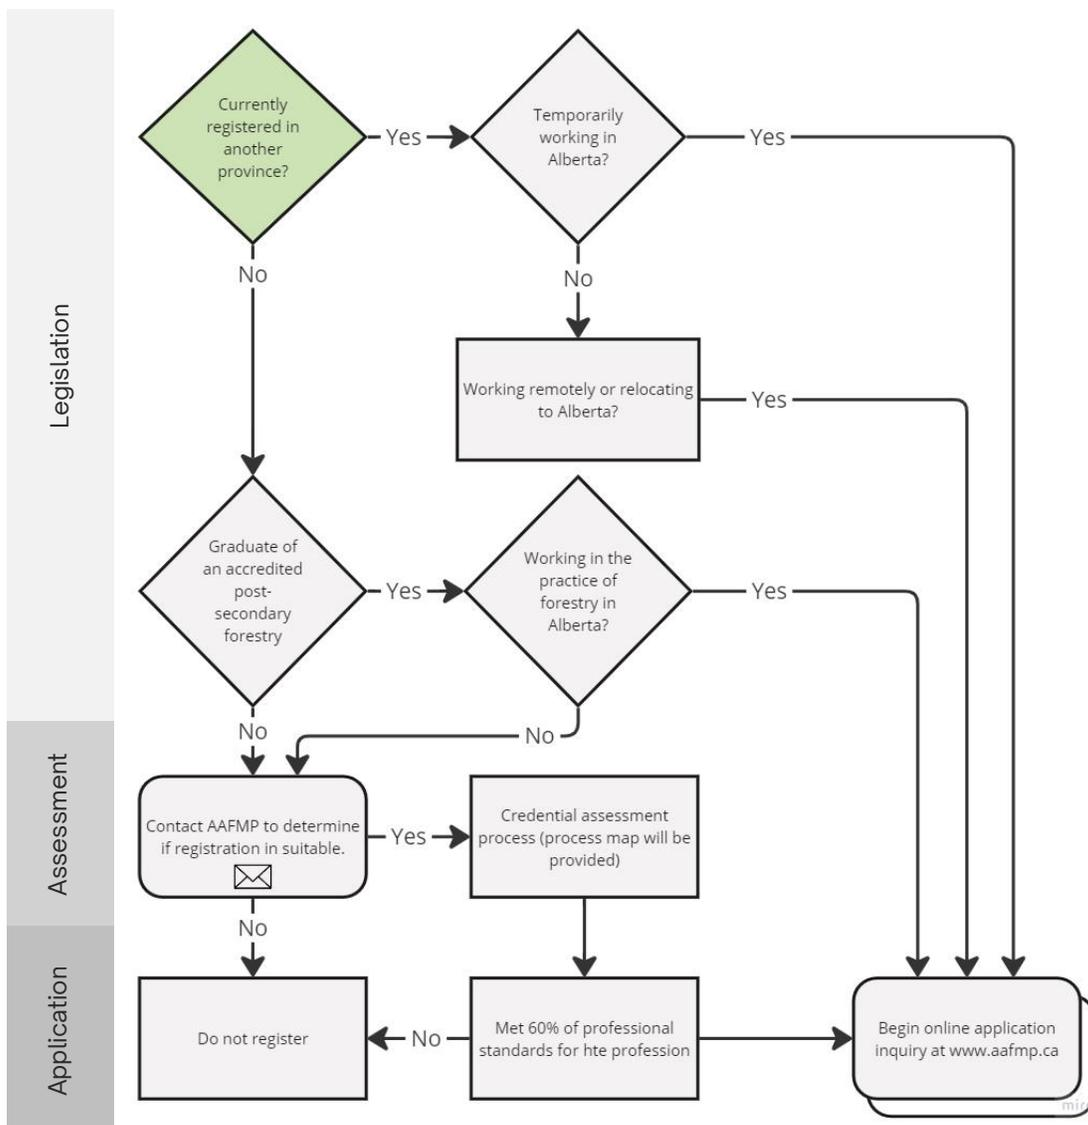 Legislation
Currently
registered in
another
province?
Yes
Temporarily
working in
Alberta?
Yes
No
No
Working remotely or relocating
to Alberta?
Yes
Graduate of
an accredited
post-
secondary
forestry
Yes
Working in the
practice of
forestry in
Alberta?
Yes
No
No
Assessment
Contact AAFMP to determine
if registration in suitable.
Yes
Credential assessment
process (process map will be
provided)
No
Application
Do not register
No
Met 60% of professional
standards for hte profession
Begin online application
inquiry at www.aafmp.ca